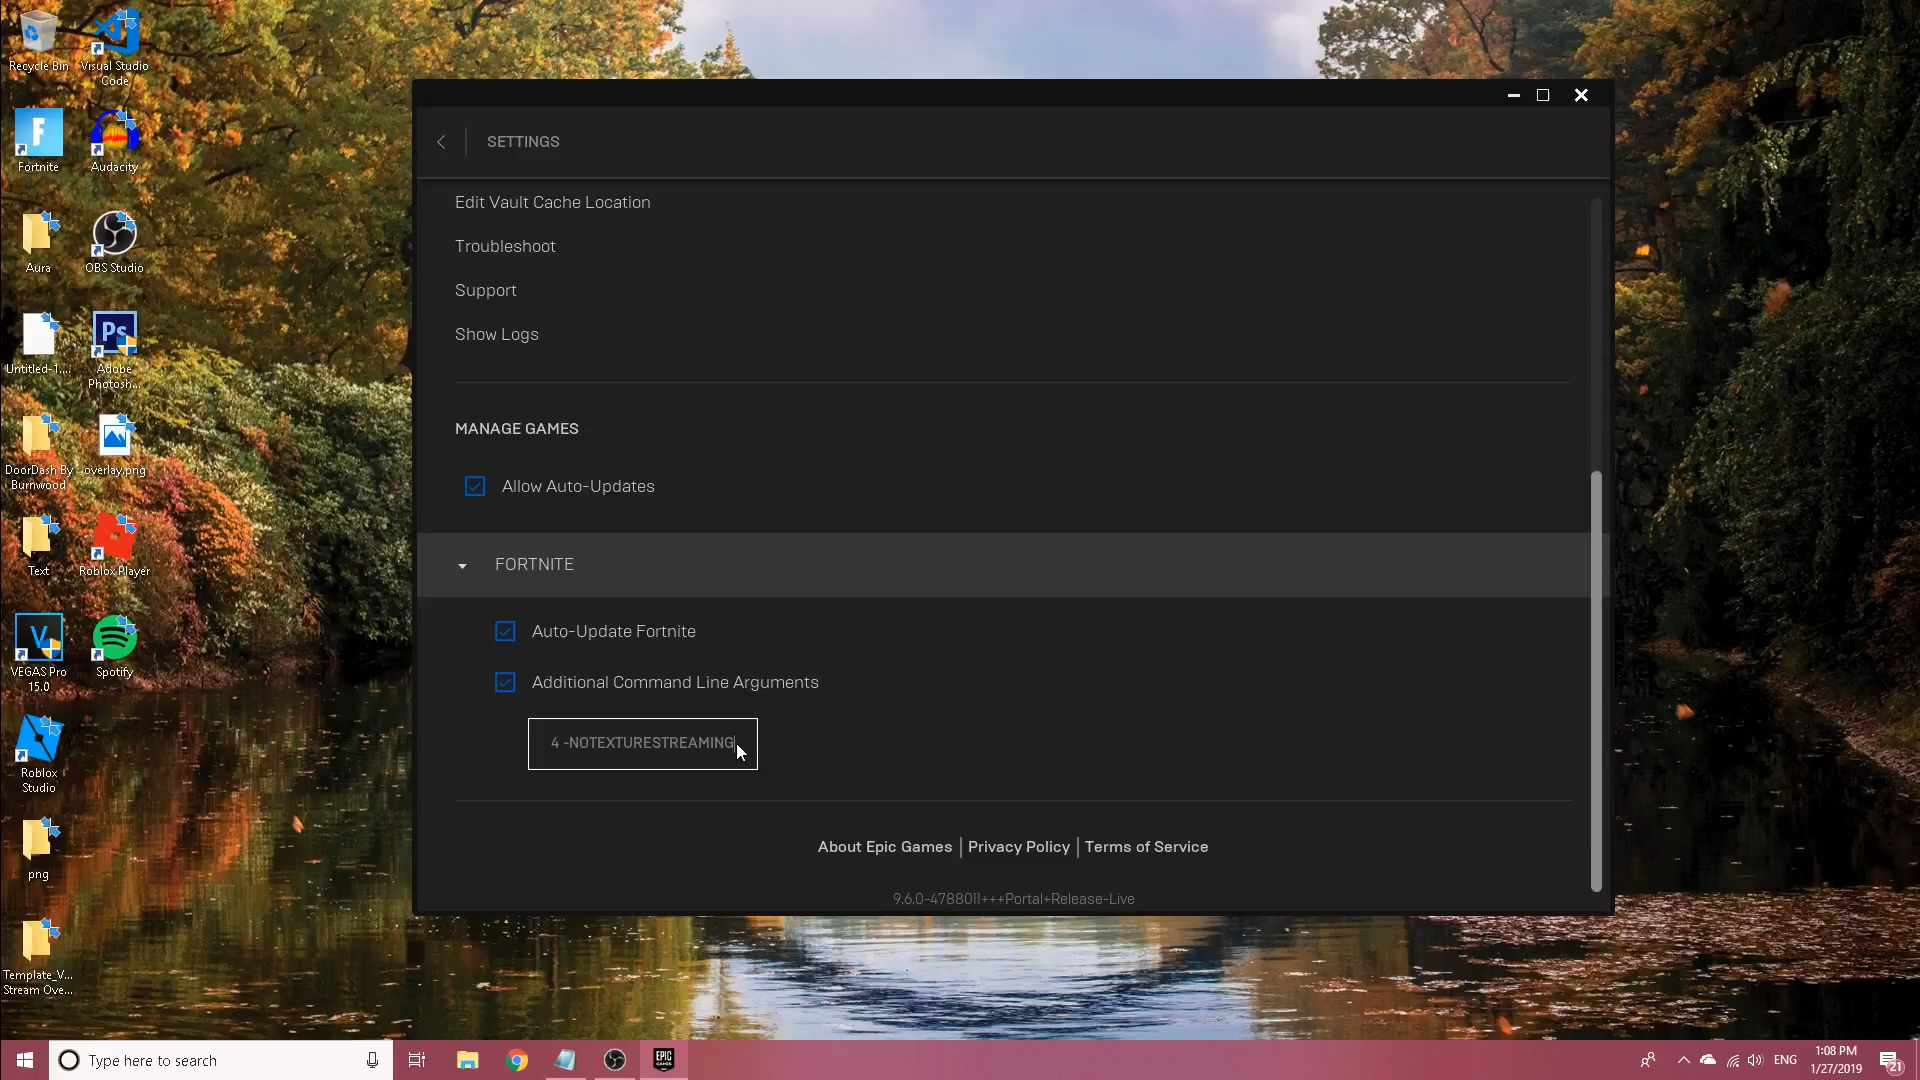 Recycle Bin
Visual Studio
Code
Fortnite
Audacity
Aura
OBS Studio
Untitled-1....
Adobe
Photosh...
DoorDash By
Burnwood
overlay.png
Text
Roblox Player
VEGAS Pro
15.0
Spotify
Roblox
Studio
png
Template_V...
Stream Ove...
SETTINGS
Edit Vault Cache Location
Troubleshoot
Support
Show Logs
MANAGE GAMES
Allow Auto-Updates
FORTNITE
Auto-Update Fortnite
Additional Command Line Arguments
4 -NOTEXTURESTREAMING
About Epic Games | Privacy Policy | Terms of Service
9.6.0-4788011+++Portal+Release-Live
Type here to search
EPIC
GAMES
ENG
1:08 PM
1/27/2019
21